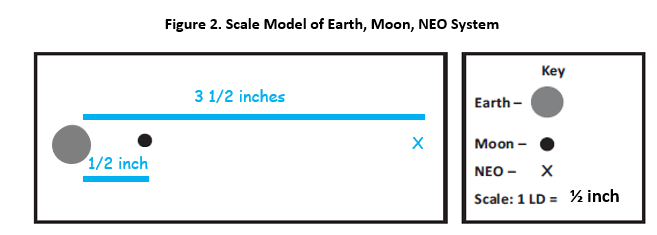 Figure 2. Scale Model of Earth, Moon, NEO System
3 1/2 inches
X
1/2 inch
Key
Earth –
Moon –
NEO – X
Scale: 1 LD = ½ inch